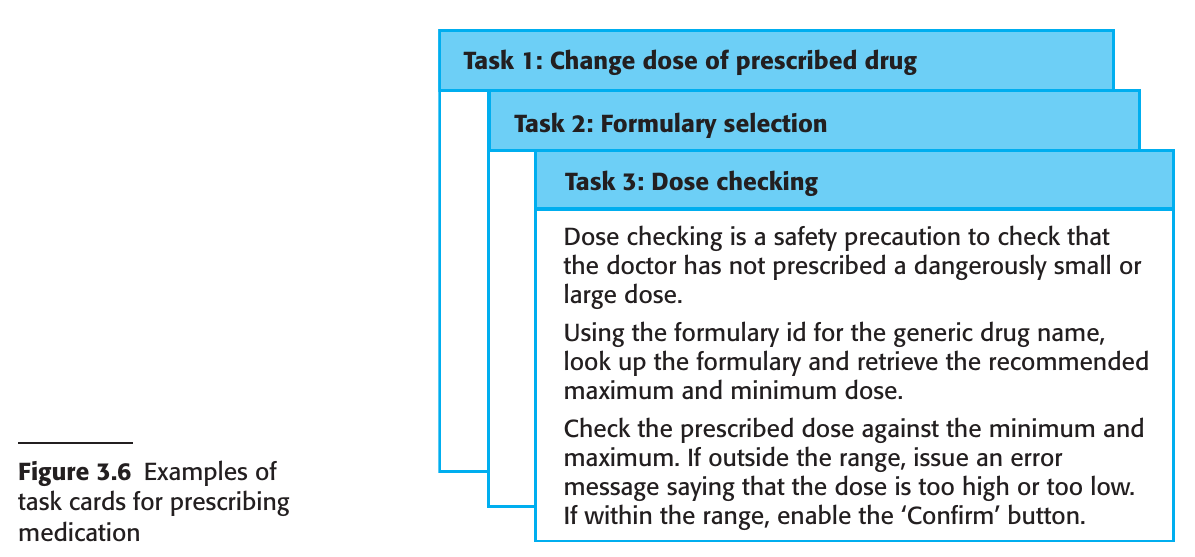 Task 1: Change dose of prescribed drug
Task 2: Formulary selection
Task 3: Dose checking
Dose checking is a safety precaution to check that
the doctor has not prescribed a dangerously small or
large dose.
Using the formulary id for the generic drug name,
look up the formulary and retrieve the recommended
maximum and minimum dose.
Check the prescribed dose against the minimum and
maximum. If outside the range, issue an error
message saying that the dose is too high or too low.
If within the range, enable the ‘Confirm’ button.
Figure 3.6 Examples of
task cards for prescribing
medication